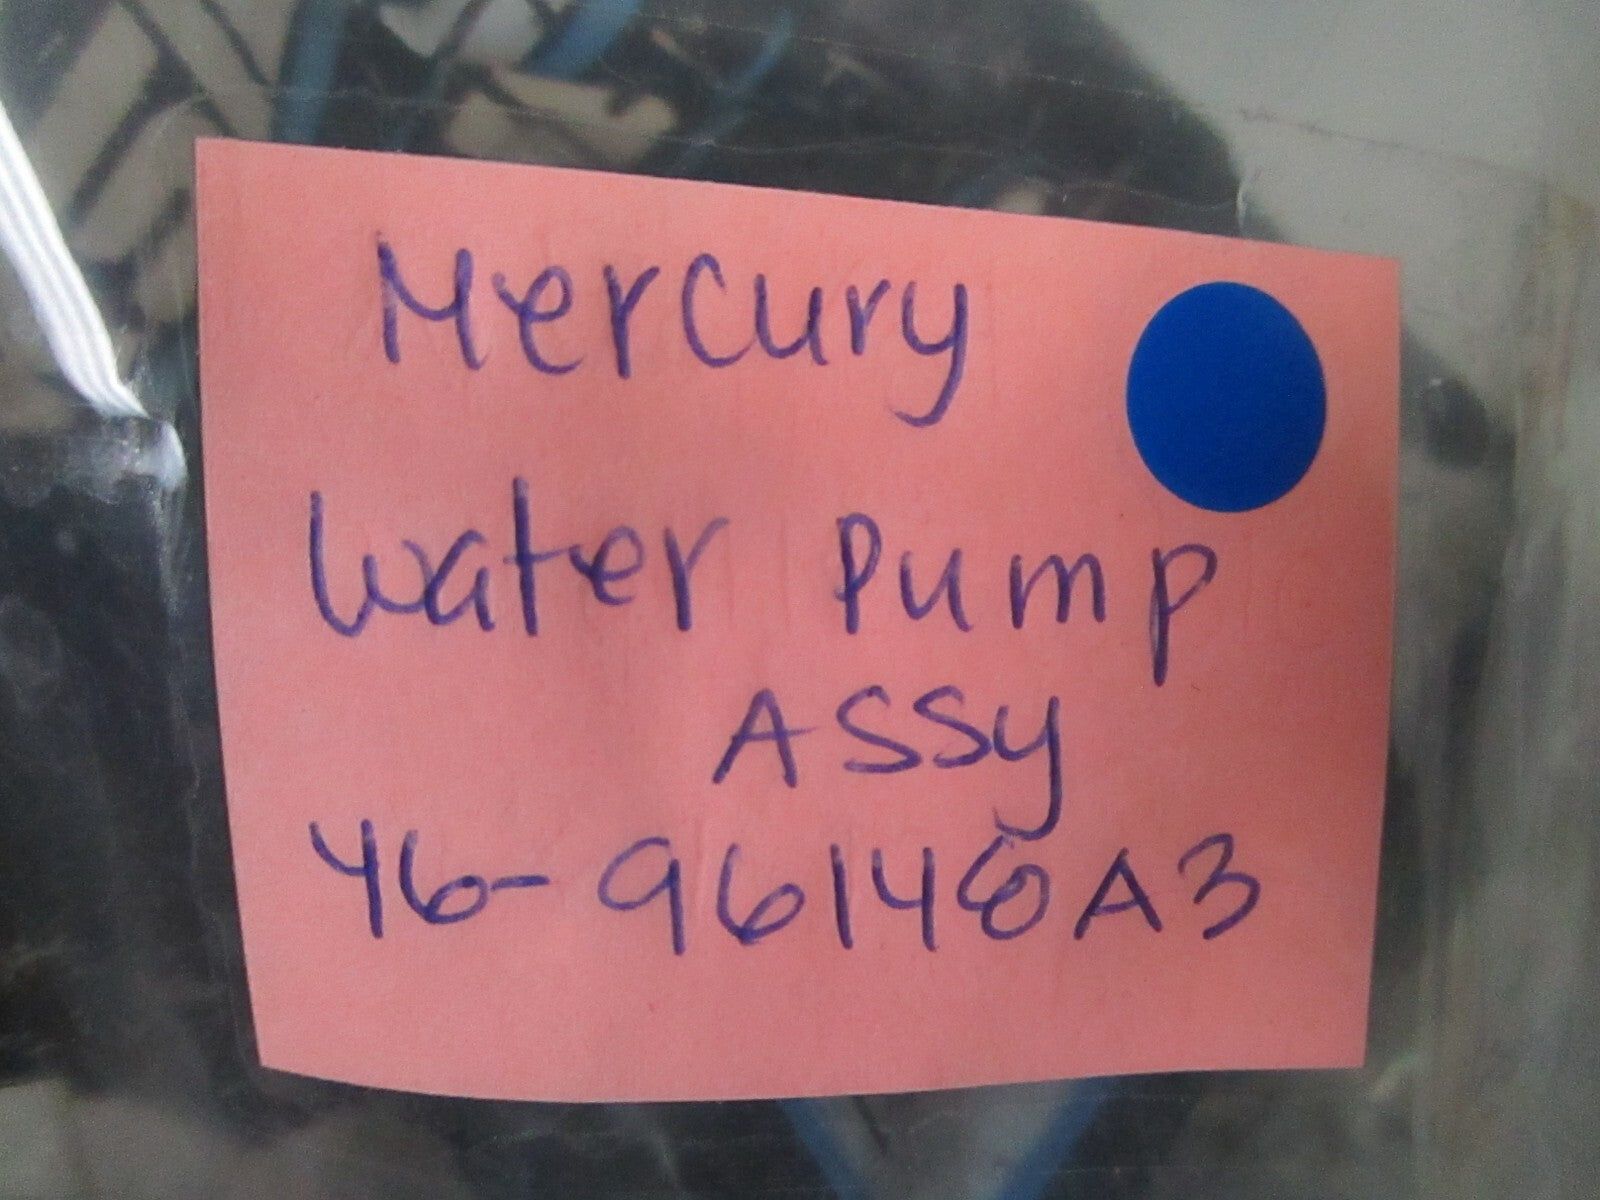 Mercury
Water Pump
ASSY
46-96148A3